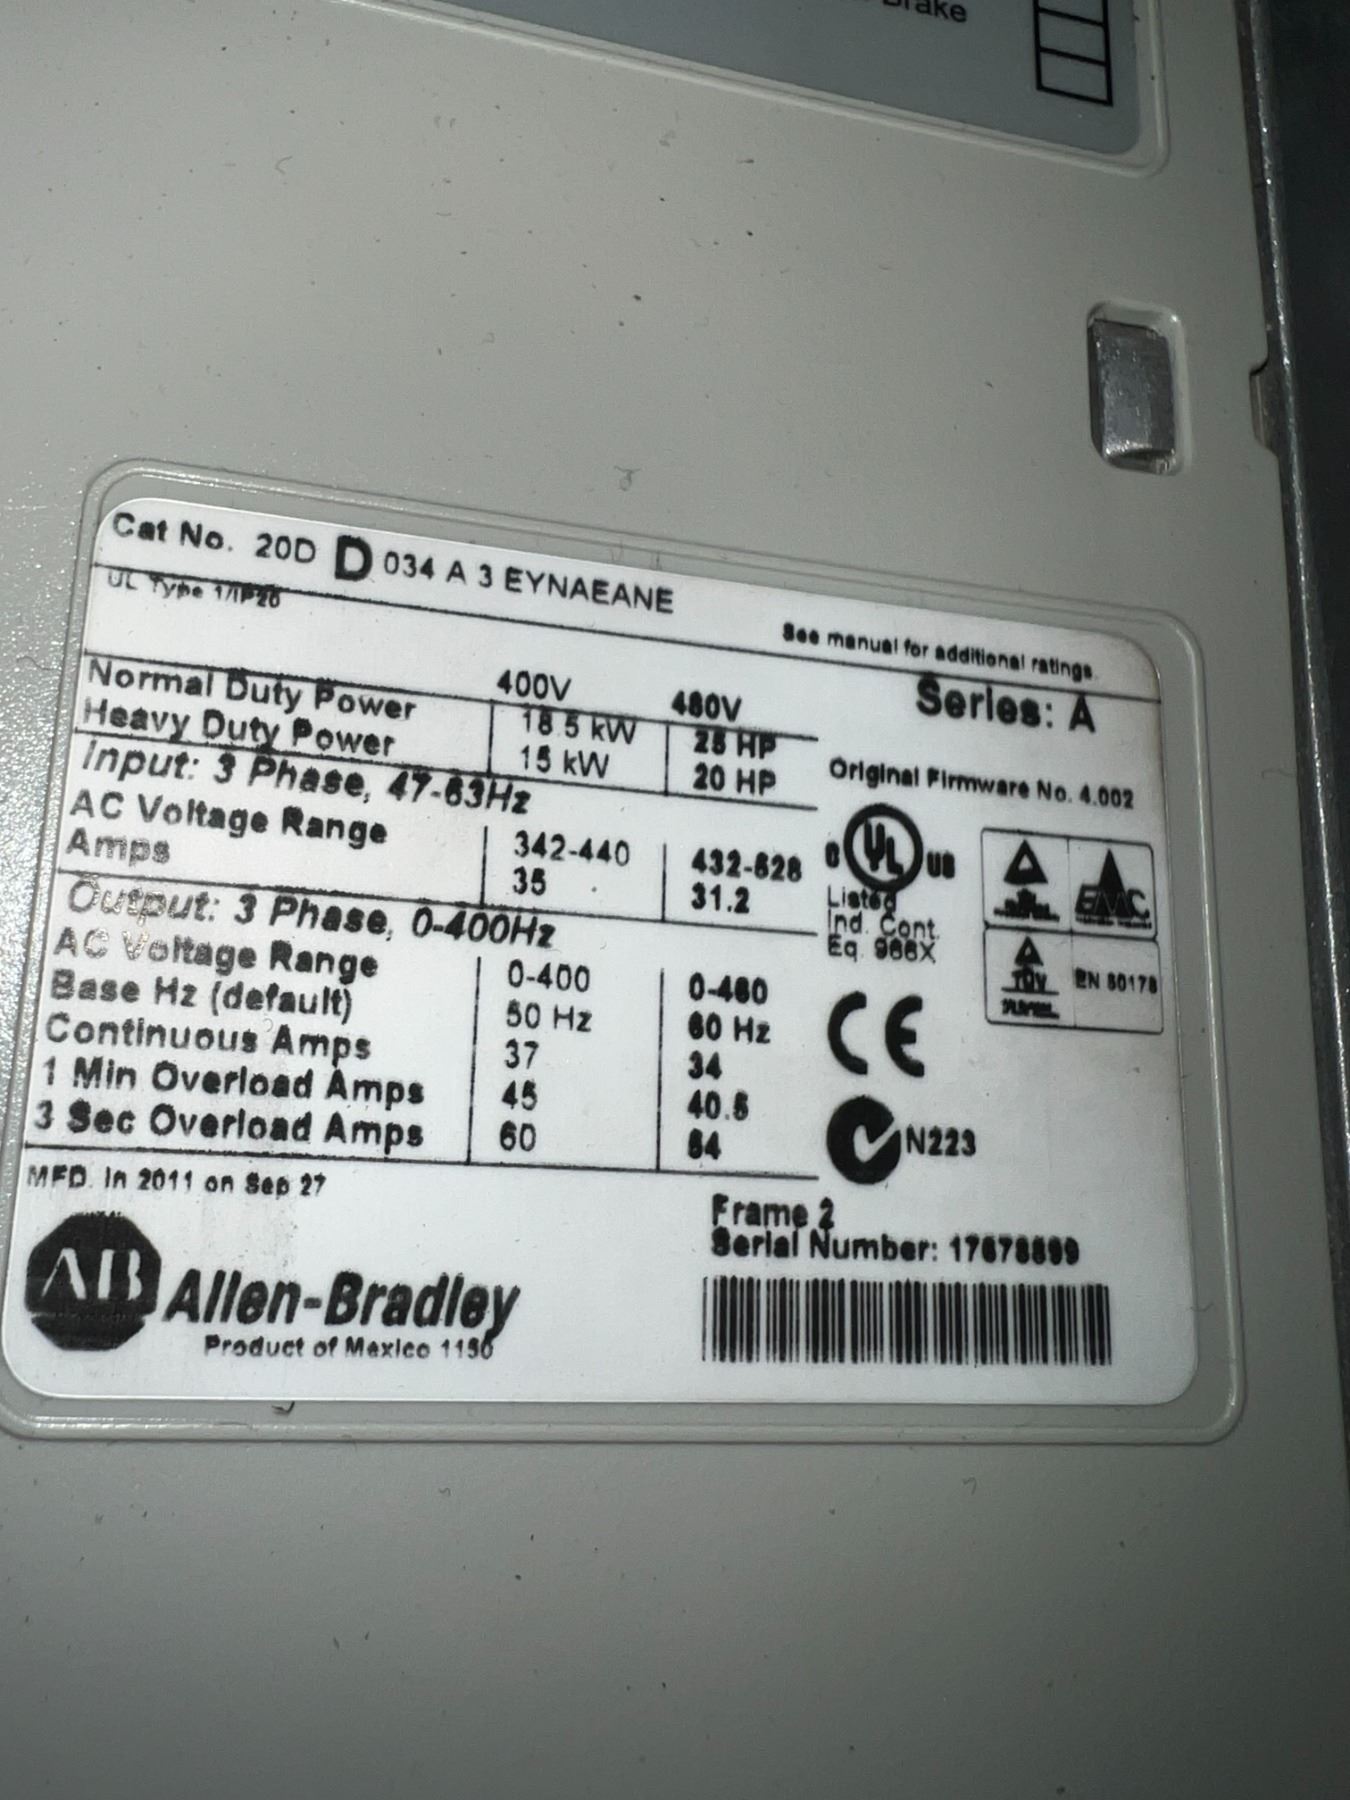 Brake
Cat No. 20D D 034 A 3 EYNAEANE
UL Type 1/IP20
See manual for additional ratings.
400V 480V Series: A
Normal Duty Power 18.5 kW 25 HP
Heavy Duty Power 15 kW 20 HP
Original Firmware No. 4.002
Input: 3 Phase, 47-63Hz
AC Voltage Range 342-440 432-528
Amps 35 31.2
C UL US
Listed
Ind. Cont.
Eq. 966X
EMC
Output: 3 Phase, 0-400Hz
AC Voltage Range 0-400 0-460
Base Hz (default) 50 Hz 60 Hz
Continuous Amps 37 34
1 Min Overload Amps 45 40.5
3 Sec Overload Amps 60 54
TÜV
EN 50178
CE
N223
MFD. in 2011 on Sep 27
Frame 2
Serial Number:
AB Allen-Bradley
Product of Mexico 1150